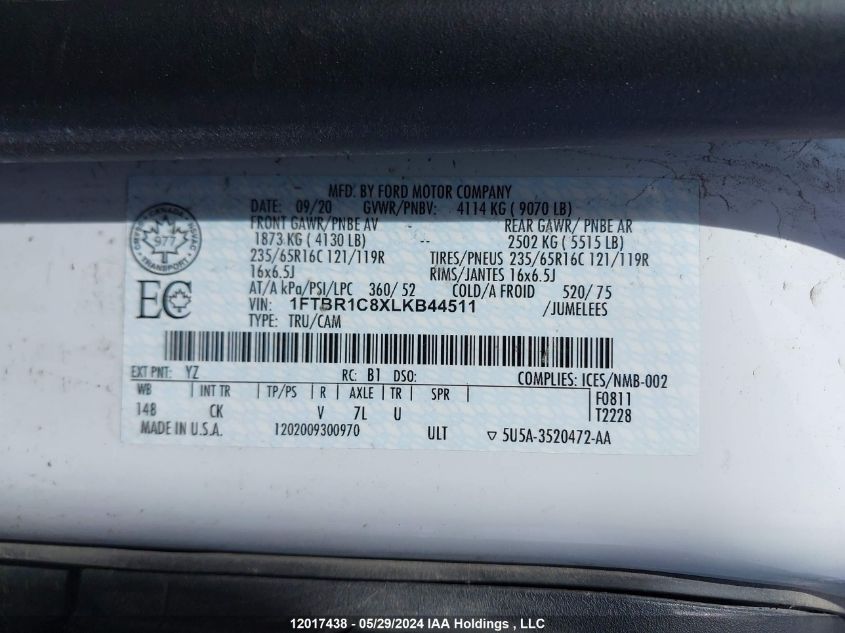 MFD. BY FORD MOTOR COMPANY
DATE: 09/20 GVWR/PNBV: 4114 KG ( 9070 LB)
FRONT GAWR/PNBE AV REAR GAWR/ PNBE AR
1873 KG ( 4130 LB) -- 2502 KG ( 5515 LB)
235/65R16C 121/119R TIRES/PNEUS 235/65R16C 121/119R
16x6.5J RIMS/JANTES 16x6.5J
AT/A kPa/PSI/LPC 360/ 52 COLD/A FROID 520/ 75
VIN: 1FTBR1C8XLKB44511 /JUMELEES
TYPE: TRU/CAM
CANADA
977
TRANSPORT
EC
EXT PNT: YZ RC: B1 DSO: COMPLIES: ICES/NMB-002
WB INT TR TP/PS R AXLE TR SPR F0811
148 CK V 7L U T2228
MADE IN U.S.A. 1202009300970 ULT ▽ 5U5A-3520472-AA
12017438 - 05/29/2024 IAA Holdings , LLC